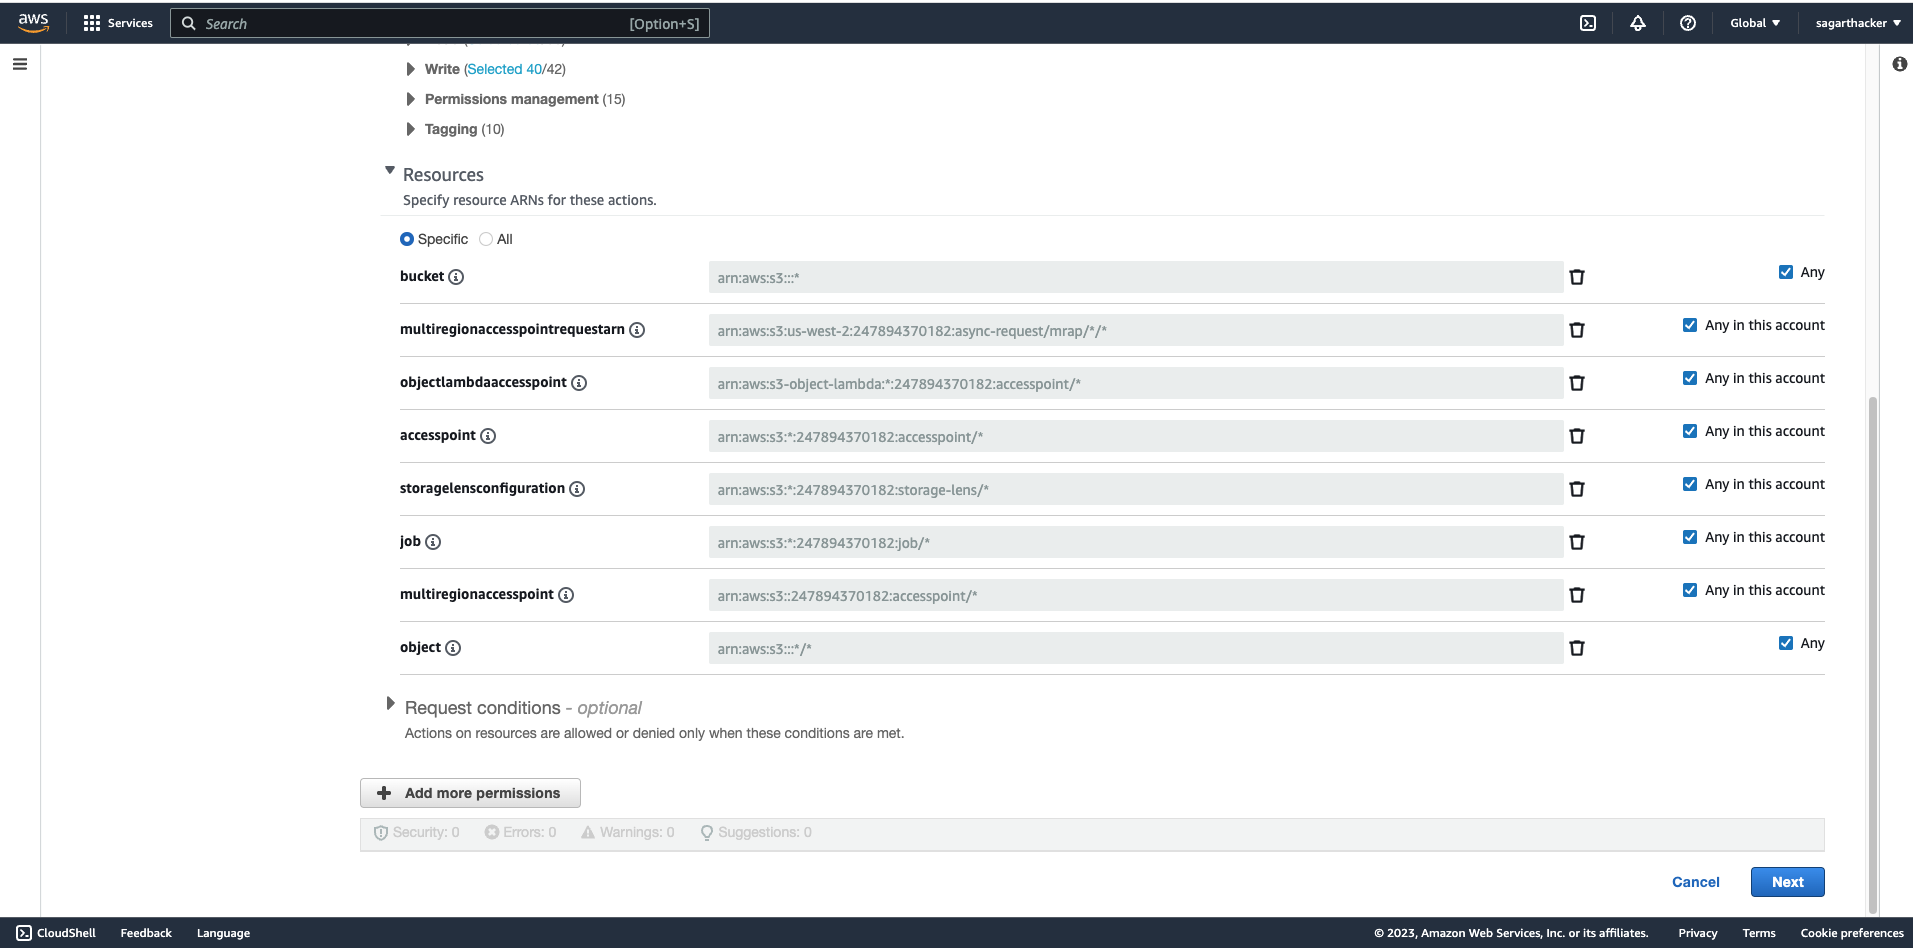 aws Services Search [Option+S] Global sagarthacker
Write (Selected 40/42)
Permissions management (15)
Tagging (10)
Resources
Specify resource ARNs for these actions.
Specific All
bucket arn:aws:s3:::* Any
multiregionaccesspointrequestarn arn:aws:s3:us-west-2:247894370182:async-request/mrap/*/* Any in this account
objectlambdaaccesspoint arn:aws:s3-object-lambda:*:247894370182:accesspoint/* Any in this account
accesspoint arn:aws:s3:*:247894370182:accesspoint/* Any in this account
storagelensconfiguration arn:aws:s3:*:247894370182:storage-lens/* Any in this account
job arn:aws:s3:*:247894370182:job/* Any in this account
multiregionaccesspoint arn:aws:s3::247894370182:accesspoint/* Any in this account
object arn:aws:s3:::*/* Any
Request conditions - optional
Actions on resources are allowed or denied only when these conditions are met.
Add more permissions
Security: 0 Errors: 0 Warnings: 0 Suggestions: 0
Cancel Next
CloudShell Feedback Language © 2023, Amazon Web Services, Inc. or its affiliates. Privacy Terms Cookie preferences